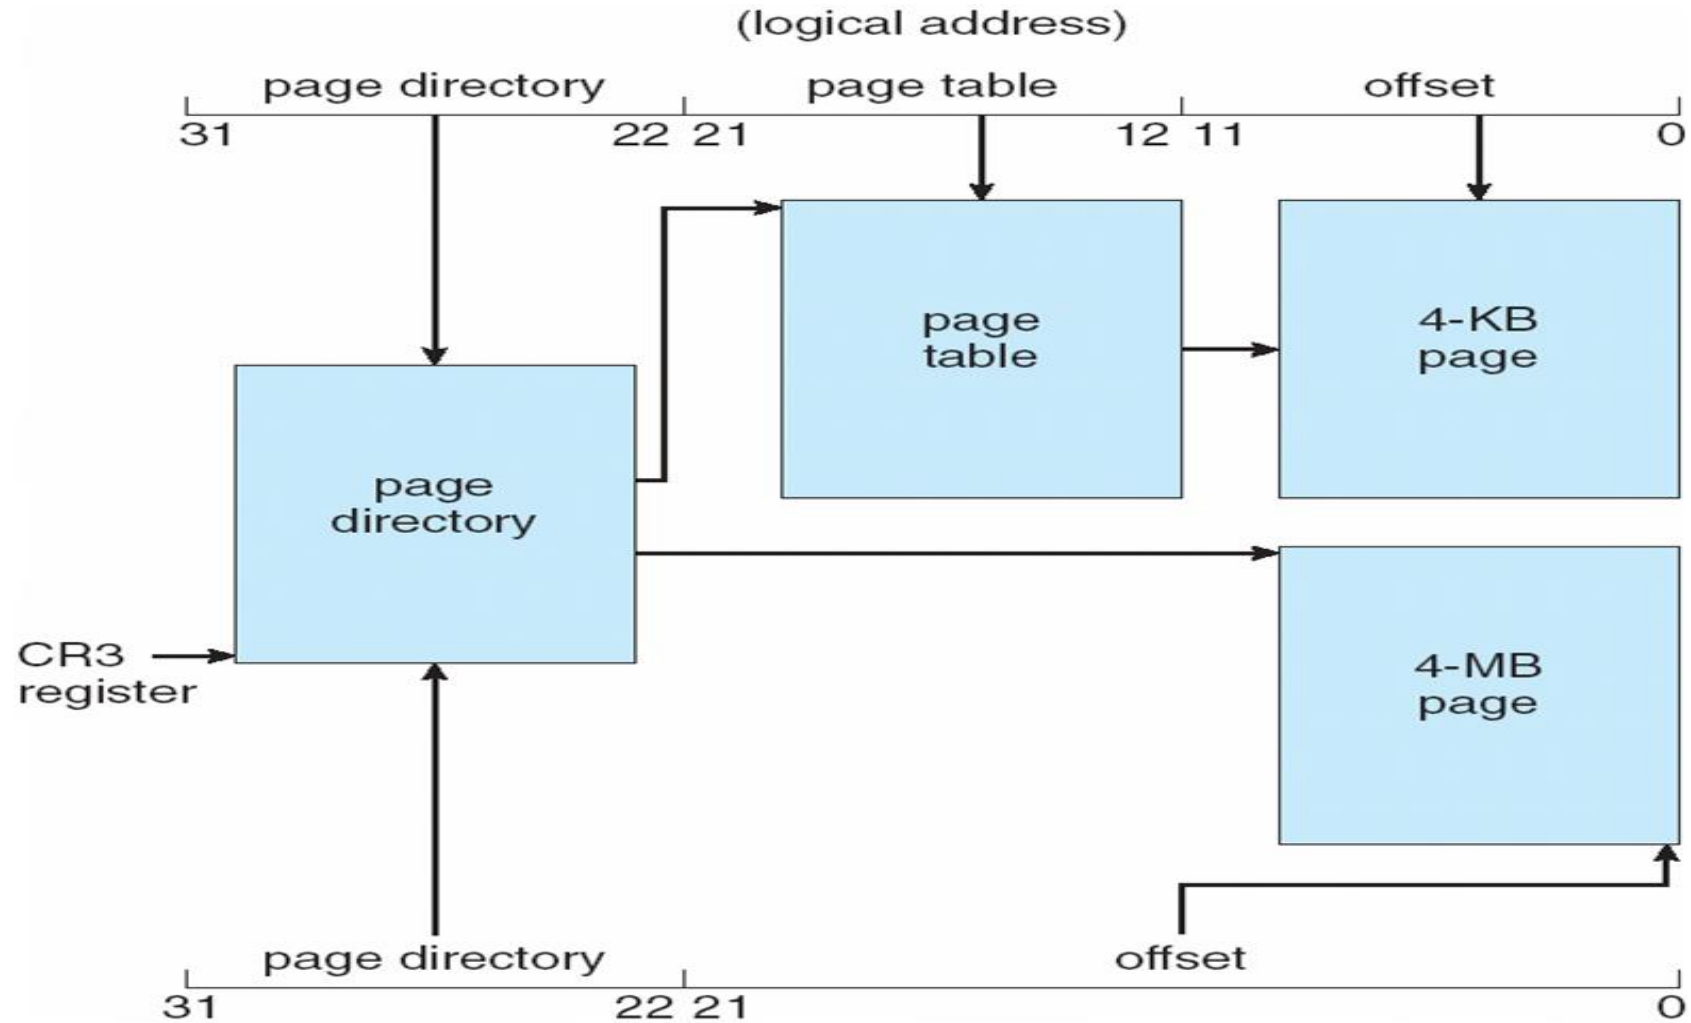 (logical address)
page directory page table offset
31 22 21 12 11 0
page
table
4-KB
page
page
directory
CR3
register
4-MB
page
page directory offset
31 22 21 0